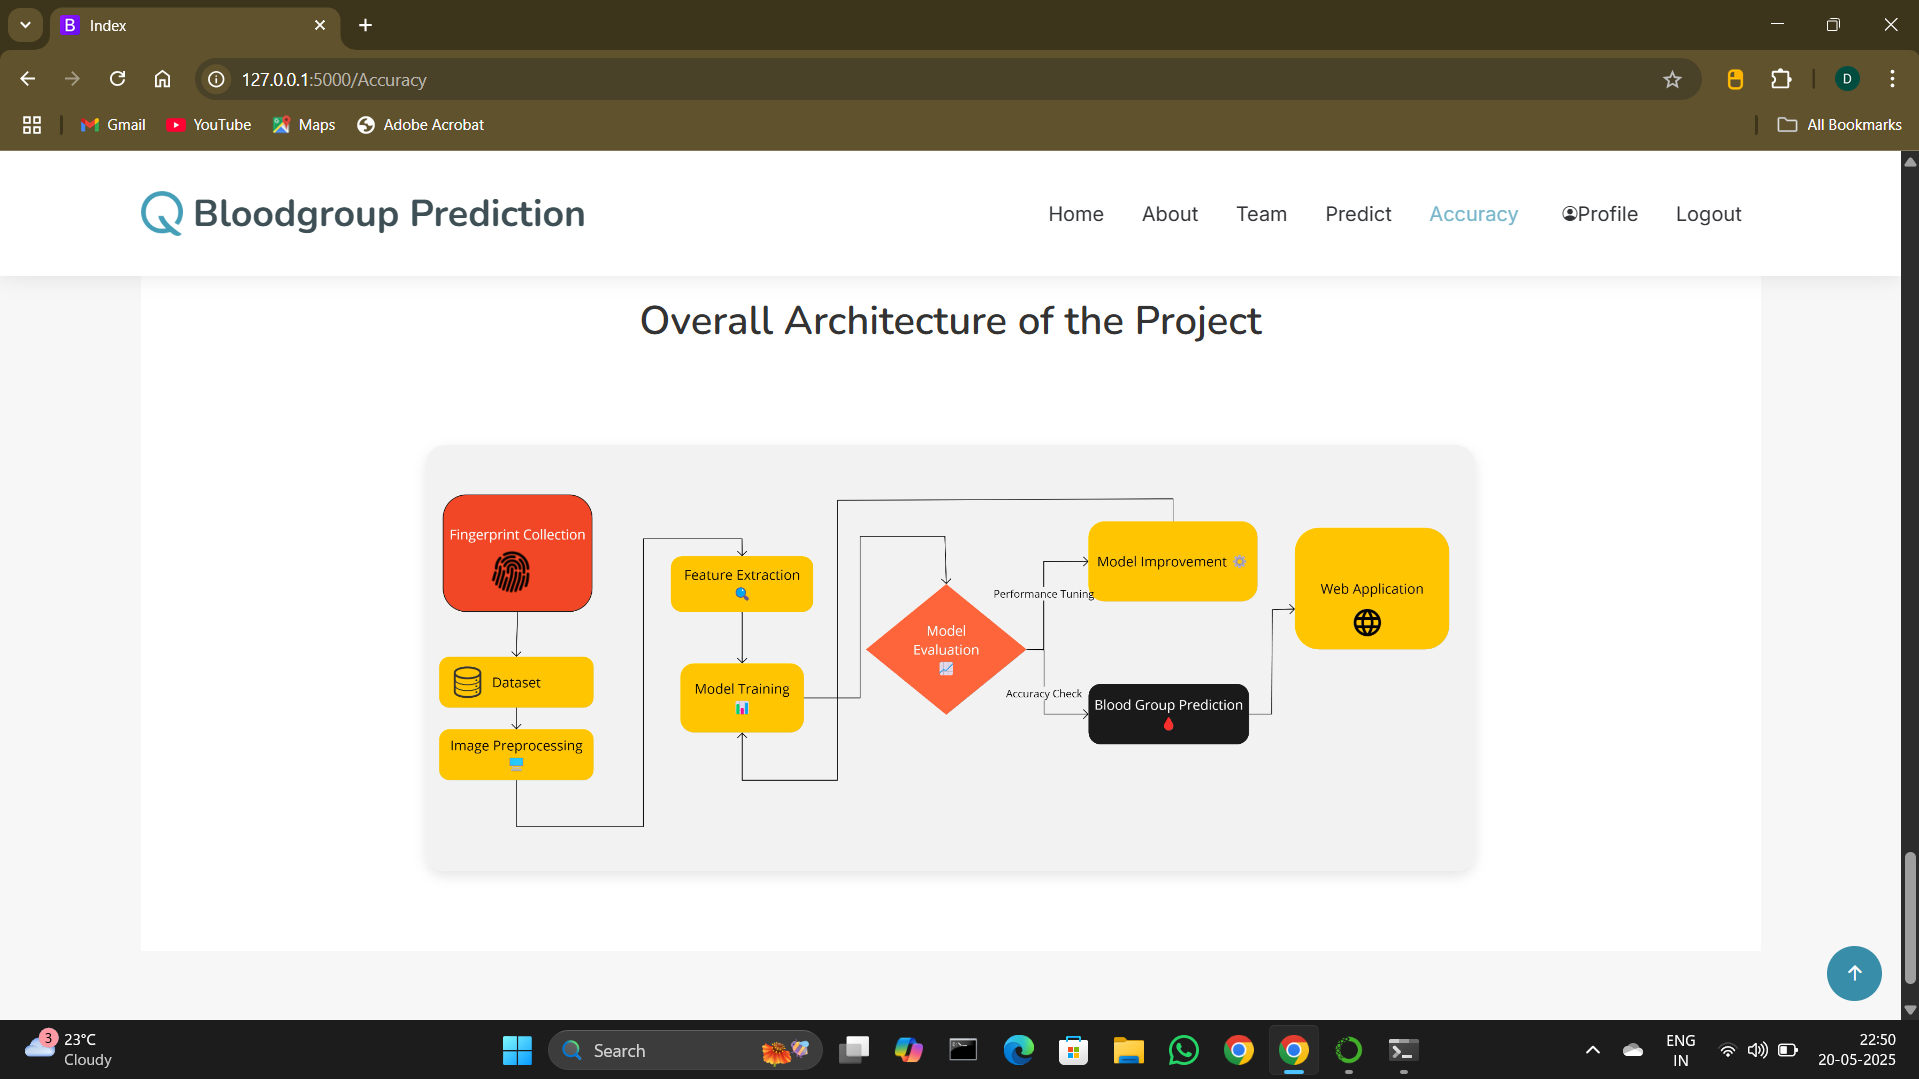 B Index
127.0.0.1:5000/Accuracy
D
Gmail YouTube Maps Adobe Acrobat All Bookmarks
Bloodgroup Prediction
Home About Team Predict Accuracy Profile Logout
Overall Architecture of the Project
Fingerprint Collection
Dataset
Image Preprocessing
Feature Extraction
Model Training
Model
Evaluation
Performance Tuning
Accuracy Check
Model Improvement
Blood Group Prediction
Web Application
3
23°C
Cloudy
Search
ENG
IN
22:50
20-05-2025